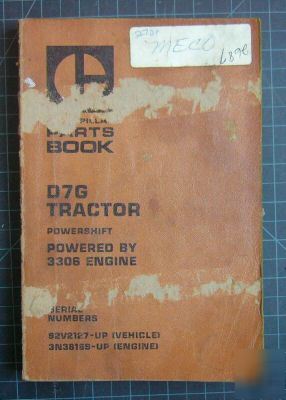 MECO
PARTS
BOOK
D7G
TRACTOR
POWERSHIFT
POWERED BY
3306 ENGINE
SERIAL
NUMBERS
92V2127-UP (VEHICLE)
3N38169-UP (ENGINE)